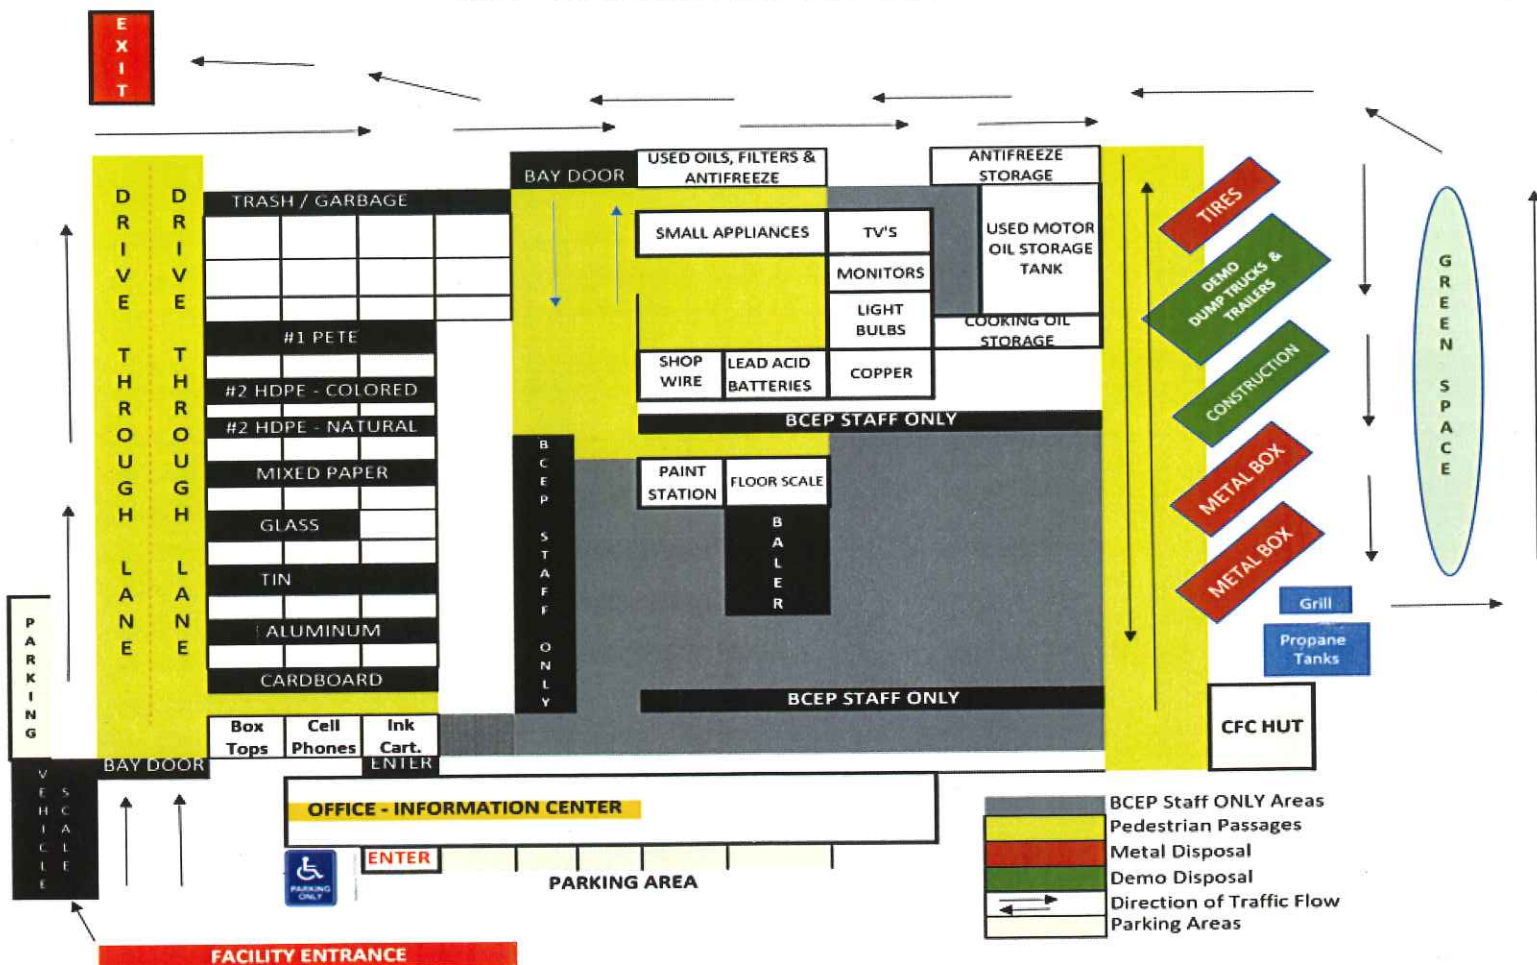 EXIT
BAY DOOR
USED OILS, FILTERS &
ANTIFREEZE
ANTIFREEZE
STORAGE
DRIVE THROUGH LANE
DRIVE THROUGH LANE
TRASH / GARBAGE
SMALL APPLIANCES
TV'S
MONITORS
LIGHT
BULBS
USED MOTOR
OIL STORAGE
TANK
COOKING OIL
STORAGE
SHOP
WIRE
LEAD ACID
BATTERIES
COPPER
#1 PETE
#2 HDPE - COLORED
#2 HDPE - NATURAL
MIXED PAPER
GLASS
TIN
ALUMINUM
CARDBOARD
BCEP STAFF ONLY
BCEP STAFF ONLY
PAINT
STATION
FLOOR SCALE
BALER
BCEP STAFF ONLY
TIRES
DEMO
DUMP TRUCKS &
TRAILERS
CONSTRUCTION
METAL BOX
METAL BOX
GREEN SPACE
Grill
Propane
Tanks
CFC HUT
PARKING
Box
Tops
Cell
Phones
Ink
Cart.
ENTER
BAY DOOR
VEHICLE
SCALE
OFFICE - INFORMATION CENTER
PARKING
ONLY
ENTER
PARKING AREA
FACILITY ENTRANCE
BCEP Staff ONLY Areas
Pedestrian Passages
Metal Disposal
Demo Disposal
Direction of Traffic Flow
Parking Areas